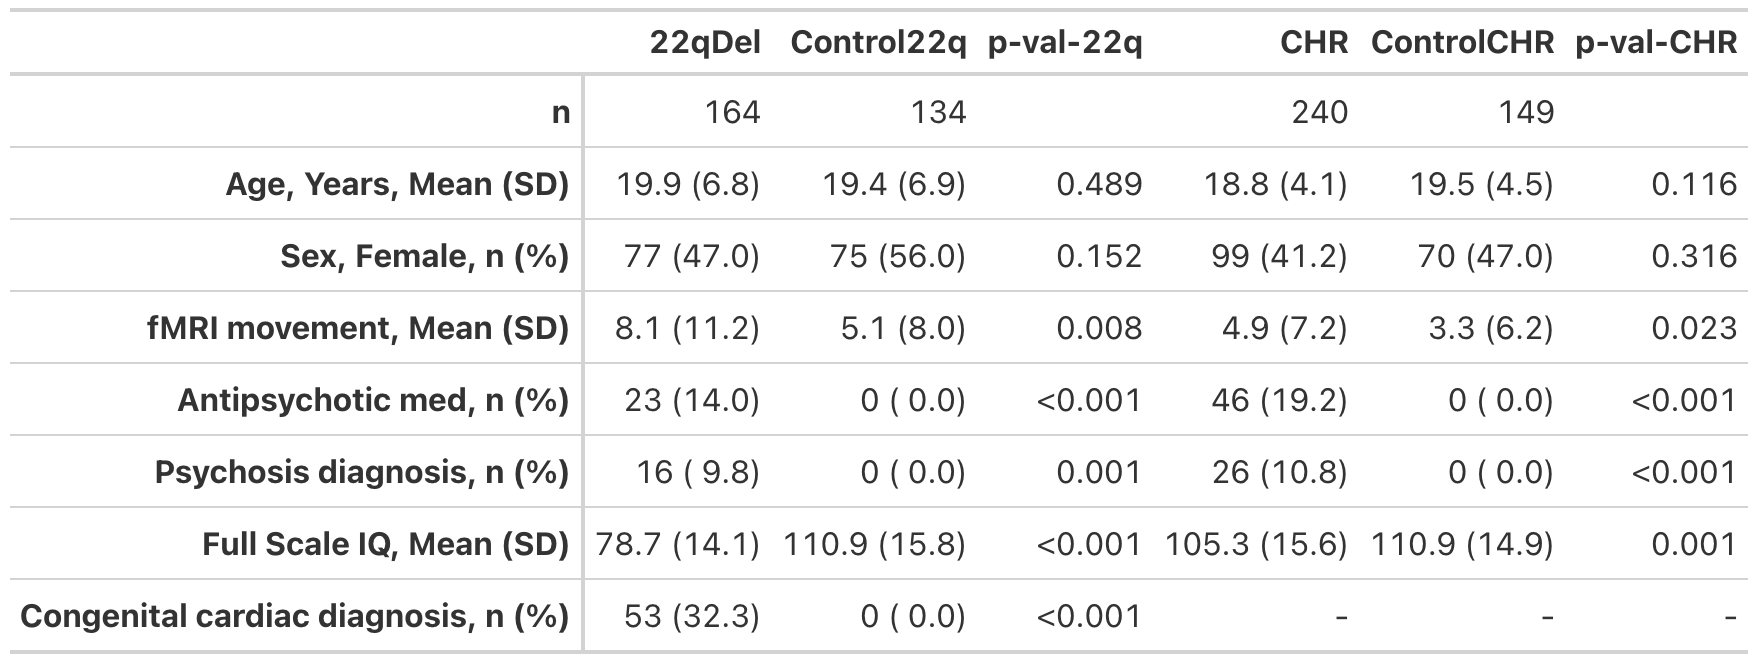 22qDel Control22q p-val-22q CHR ControlCHR p-val-CHR
n 164 134 240 149
Age, Years, Mean (SD) 19.9 (6.8) 19.4 (6.9) 0.489 18.8 (4.1) 19.5 (4.5) 0.116
Sex, Female, n (%) 77 (47.0) 75 (56.0) 0.152 99 (41.2) 70 (47.0) 0.316
fMRI movement, Mean (SD) 8.1 (11.2) 5.1 (8.0) 0.008 4.9 (7.2) 3.3 (6.2) 0.023
Antipsychotic med, n (%) 23 (14.0) 0 ( 0.0) <0.001 46 (19.2) 0 ( 0.0) <0.001
Psychosis diagnosis, n (%) 16 ( 9.8) 0 ( 0.0) 0.001 26 (10.8) 0 ( 0.0) <0.001
Full Scale IQ, Mean (SD) 78.7 (14.1) 110.9 (15.8) <0.001 105.3 (15.6) 110.9 (14.9) 0.001
Congenital cardiac diagnosis, n (%) 53 (32.3) 0 ( 0.0) <0.001 - - -